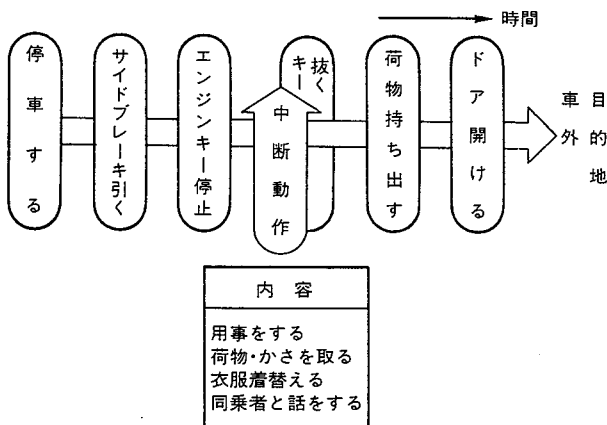 時間
停車する
サイドブレーキ引く
エンジンキー停止
中断動作
キー抜く
荷物持ち出す
ドア開ける
車外
目的地
内容
用事をする
荷物・かさを取る
衣服着替える
同乗者と話をする